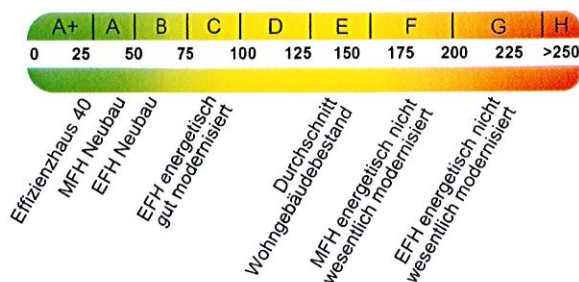 A+ A B C D E F G H
0 25 50 75 100 125 150 175 200 225 >250
Effizienzhaus 40
MFH Neubau
EFH Neubau
EFH energetisch
gut modernisiert
Durchschnitt
Wohngebäudebestand
MFH energetisch nicht
wesentlich modernisiert
EFH energetisch nicht
wesentlich modernisiert